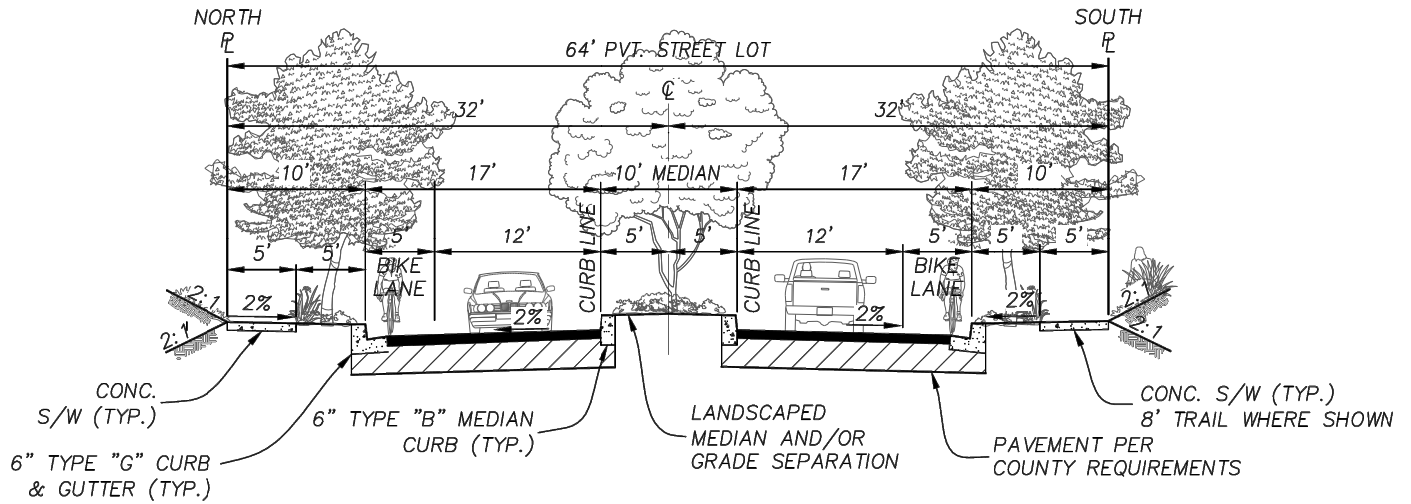 NORTH
PL
SOUTH
PL
64' PVT. STREET LOT
CL
32'
32'
10'
17'
10' MEDIAN
17'
10'
5'
5'
5'
12'
5'
5'
12'
5'
5'
5'
BIKE
LANE
CURB LINE
CURB LINE
BIKE
LANE
2:1
2:1
2%
2%
2%
2%
2:1
2:1
CONC.
S/W (TYP.)
6" TYPE "G" CURB
& GUTTER (TYP.)
6" TYPE "B" MEDIAN
CURB (TYP.)
LANDSCAPED
MEDIAN AND/OR
GRADE SEPARATION
PAVEMENT PER
COUNTY REQUIREMENTS
CONC. S/W (TYP.)
8' TRAIL WHERE SHOWN